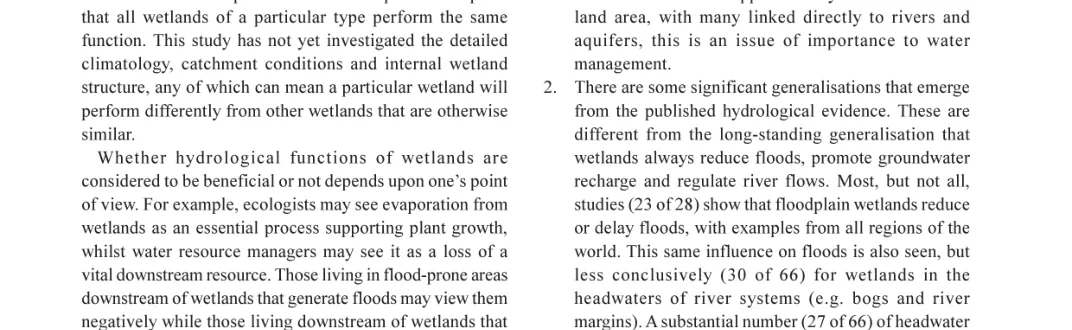 that all wetlands of a particular type perform the same
function. This study has not yet investigated the detailed
climatology, catchment conditions and internal wetland
structure, any of which can mean a particular wetland will
perform differently from other wetlands that are otherwise
similar.
Whether hydrological functions of wetlands are
considered to be beneficial or not depends upon one’s point
of view. For example, ecologists may see evaporation from
wetlands as an essential process supporting plant growth,
whilst water resource managers may see it as a loss of a
vital downstream resource. Those living in flood-prone areas
downstream of wetlands that generate floods may view them
negatively while those living downstream of wetlands that
land area, with many linked directly to rivers and
aquifers, this is an issue of importance to water
management.
2. There are some significant generalisations that emerge
from the published hydrological evidence. These are
different from the long-standing generalisation that
wetlands always reduce floods, promote groundwater
recharge and regulate river flows. Most, but not all,
studies (23 of 28) show that floodplain wetlands reduce
or delay floods, with examples from all regions of the
world. This same influence on floods is also seen, but
less conclusively (30 of 66) for wetlands in the
headwaters of river systems (e.g. bogs and river
margins). A substantial number (27 of 66) of headwater